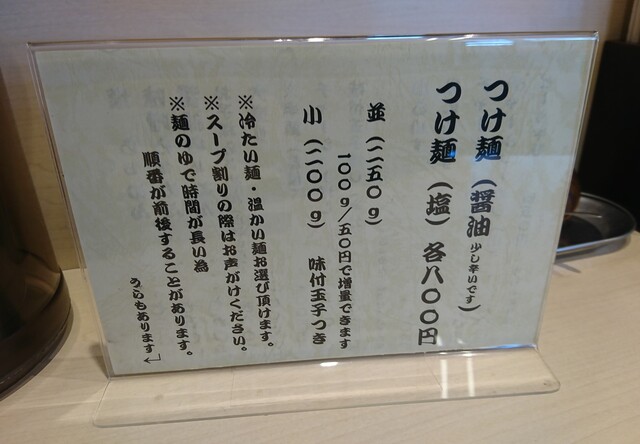 つけ麺（醤油 少し辛いです）
つけ麺（塩）各八〇〇円
並（二五〇g）
100g／五〇円で増量できます
小（二〇〇g） 味付玉子つき
※冷たい麺・温かい麺お選び頂けます。
※スープ割りの際はお声がけください。
※麺のゆで時間が長い為
順番が前後することがあります。
うらもあります↵